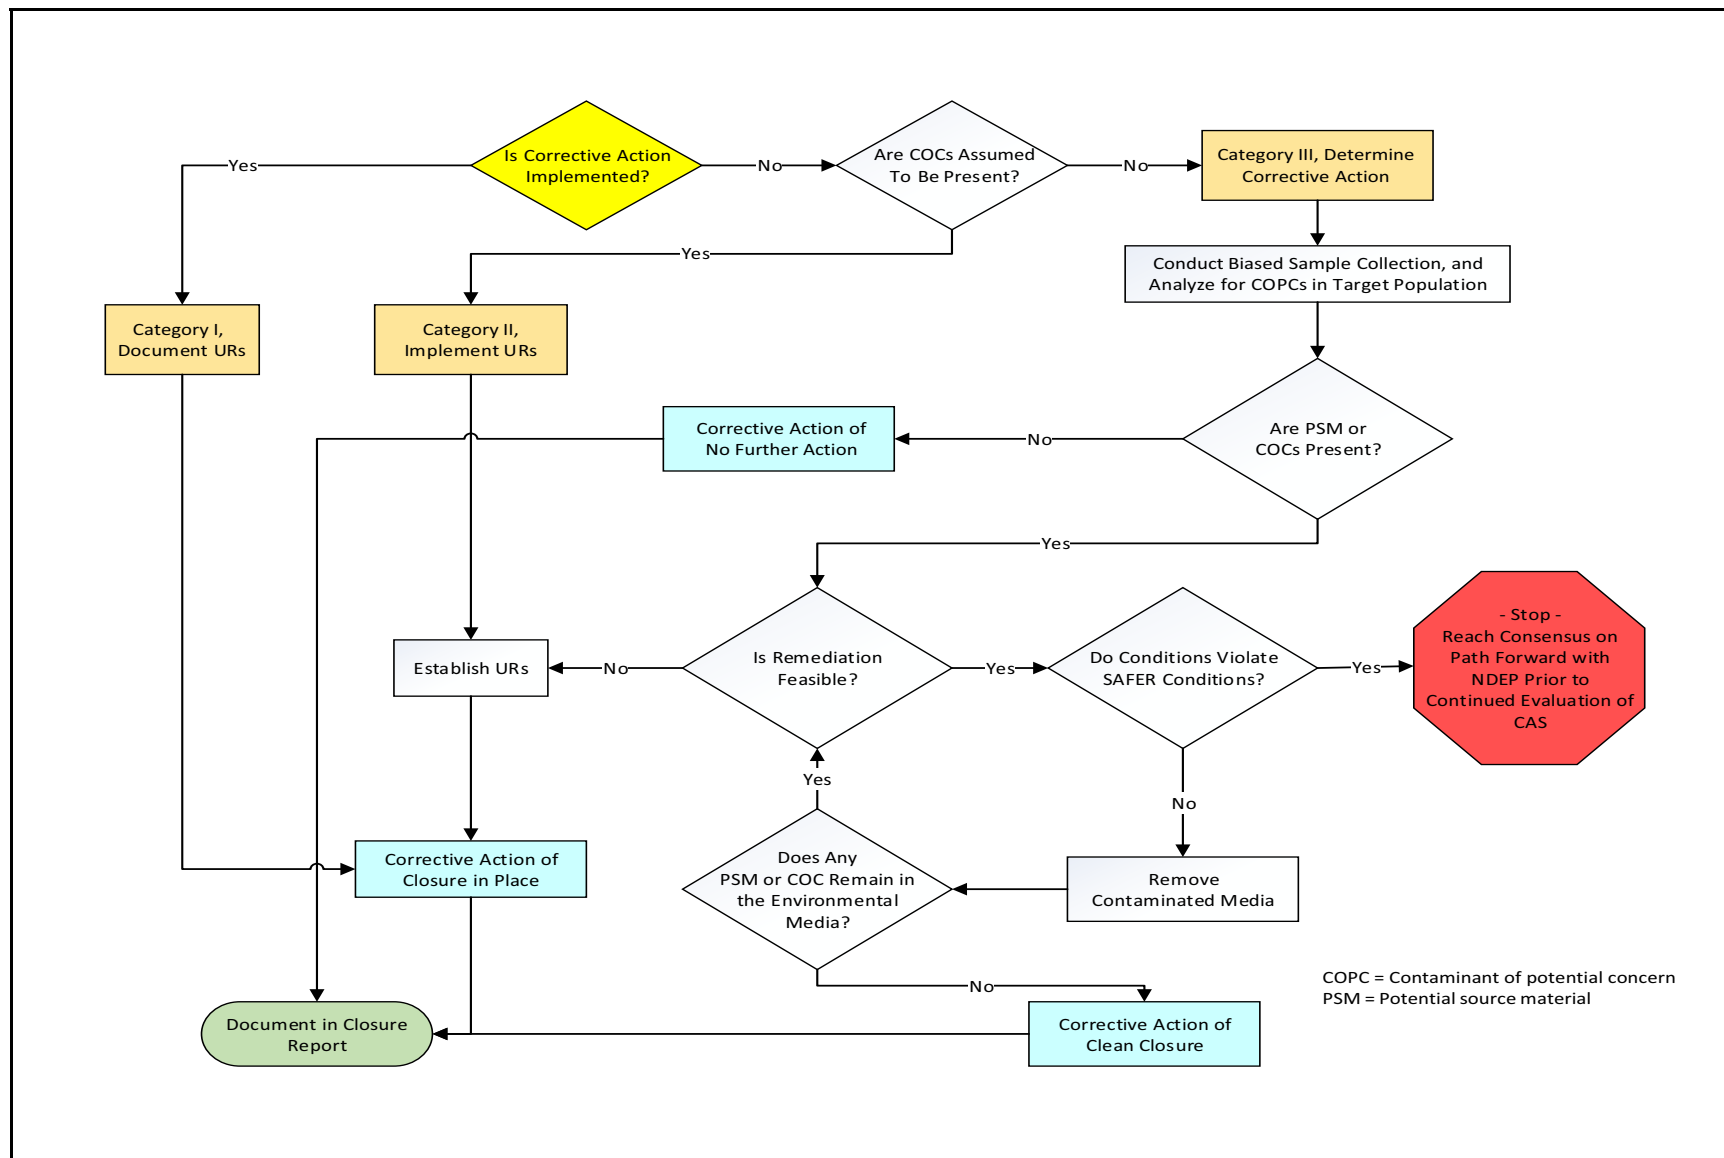 Is Corrective Action
Implemented?
Yes
No
Are COCs Assumed
To Be Present?
No
Category III, Determine
Corrective Action
Yes
Conduct Biased Sample Collection, and
Analyze for COPCs in Target Population
Category I,
Document URs
Category II,
Implement URs
Corrective Action of
No Further Action
No
Are PSM or
COCs Present?
Yes
Establish URs
No
Is Remediation
Feasible?
Yes
Do Conditions Violate
SAFER Conditions?
Yes
- Stop -
Reach Consensus on
Path Forward with
NDEP Prior to
Continued Evaluation of
CAS
Yes
No
Corrective Action of
Closure in Place
Does Any
PSM or COC Remain in
the Environmental
Media?
Remove
Contaminated Media
No
COPC = Contaminant of potential concern
PSM = Potential source material
Document in Closure
Report
Corrective Action of
Clean Closure